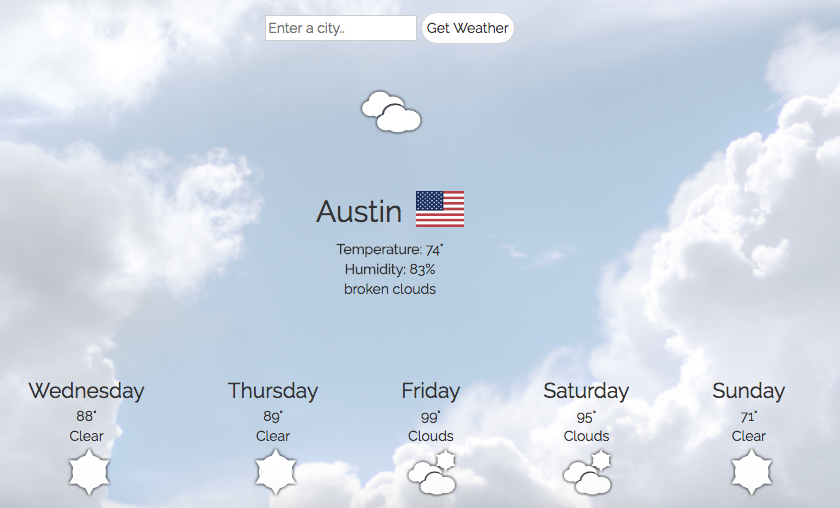 Enter a city.. Get Weather
Austin
Temperature: 74°
Humidity: 83%
broken clouds
Wednesday Thursday Friday Saturday Sunday
88° 89° 99° 95° 71°
Clear Clear Clouds Clouds Clear